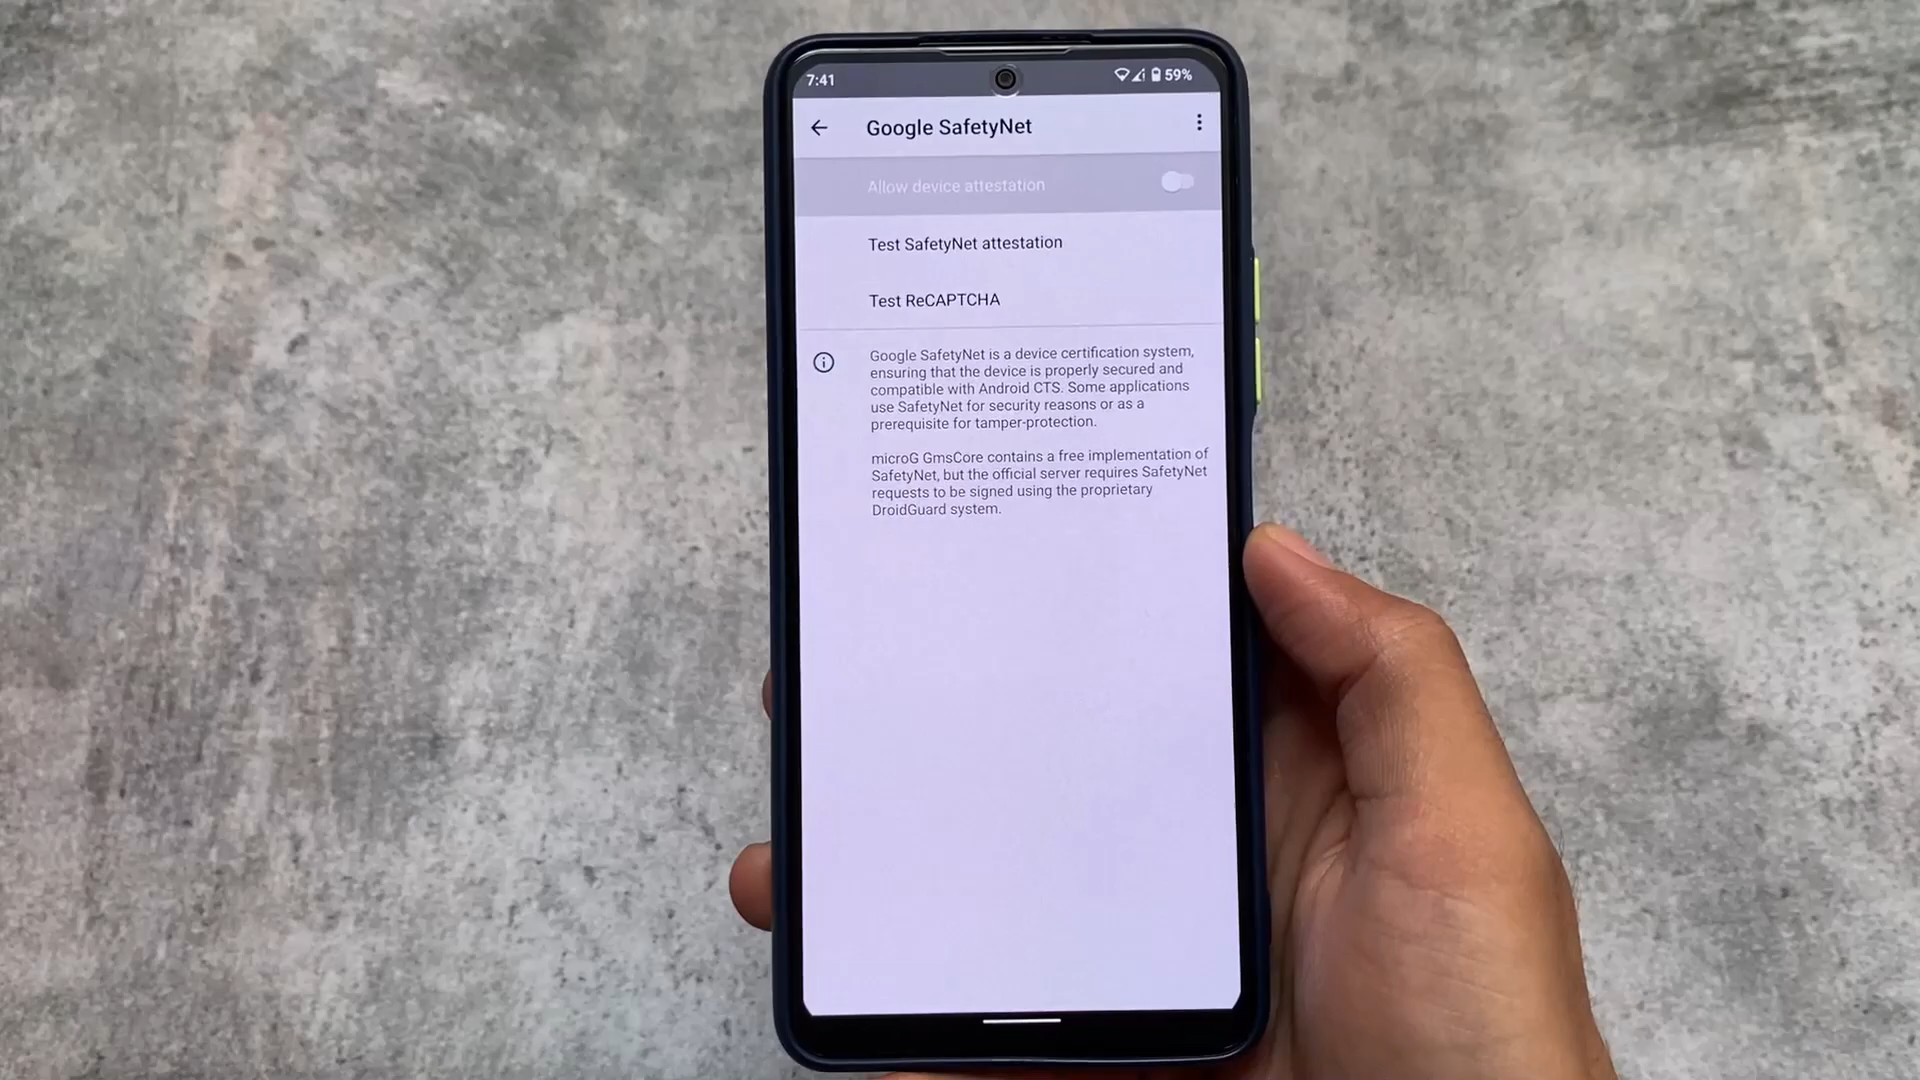 7:41
59%
Google SafetyNet
Allow device attestation
Test SafetyNet attestation
Test ReCAPTCHA
Google SafetyNet is a device certification system,
ensuring that the device is properly secured and
compatible with Android CTS. Some applications
use SafetyNet for security reasons or as a
prerequisite for tamper-protection.
microG GmsCore contains a free implementation of
SafetyNet, but the official server requires SafetyNet
requests to be signed using the proprietary
DroidGuard system.